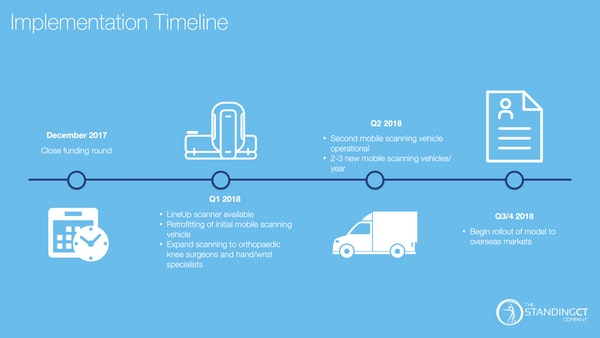 Implementation Timeline
December 2017
Close funding round
Q1 2018
• LineUp scanner available
• Retrofitting of initial mobile scanning
vehicle
• Expand scanning to orthopaedic
knee surgeons and hand/wrist
specialists
Q2 2018
• Second mobile scanning vehicle
operational
• 2-3 new mobile scanning vehicles/
year
Q3/4 2018
• Begin rollout of model to
overseas markets
THE
STANDINGCT
COMPANY